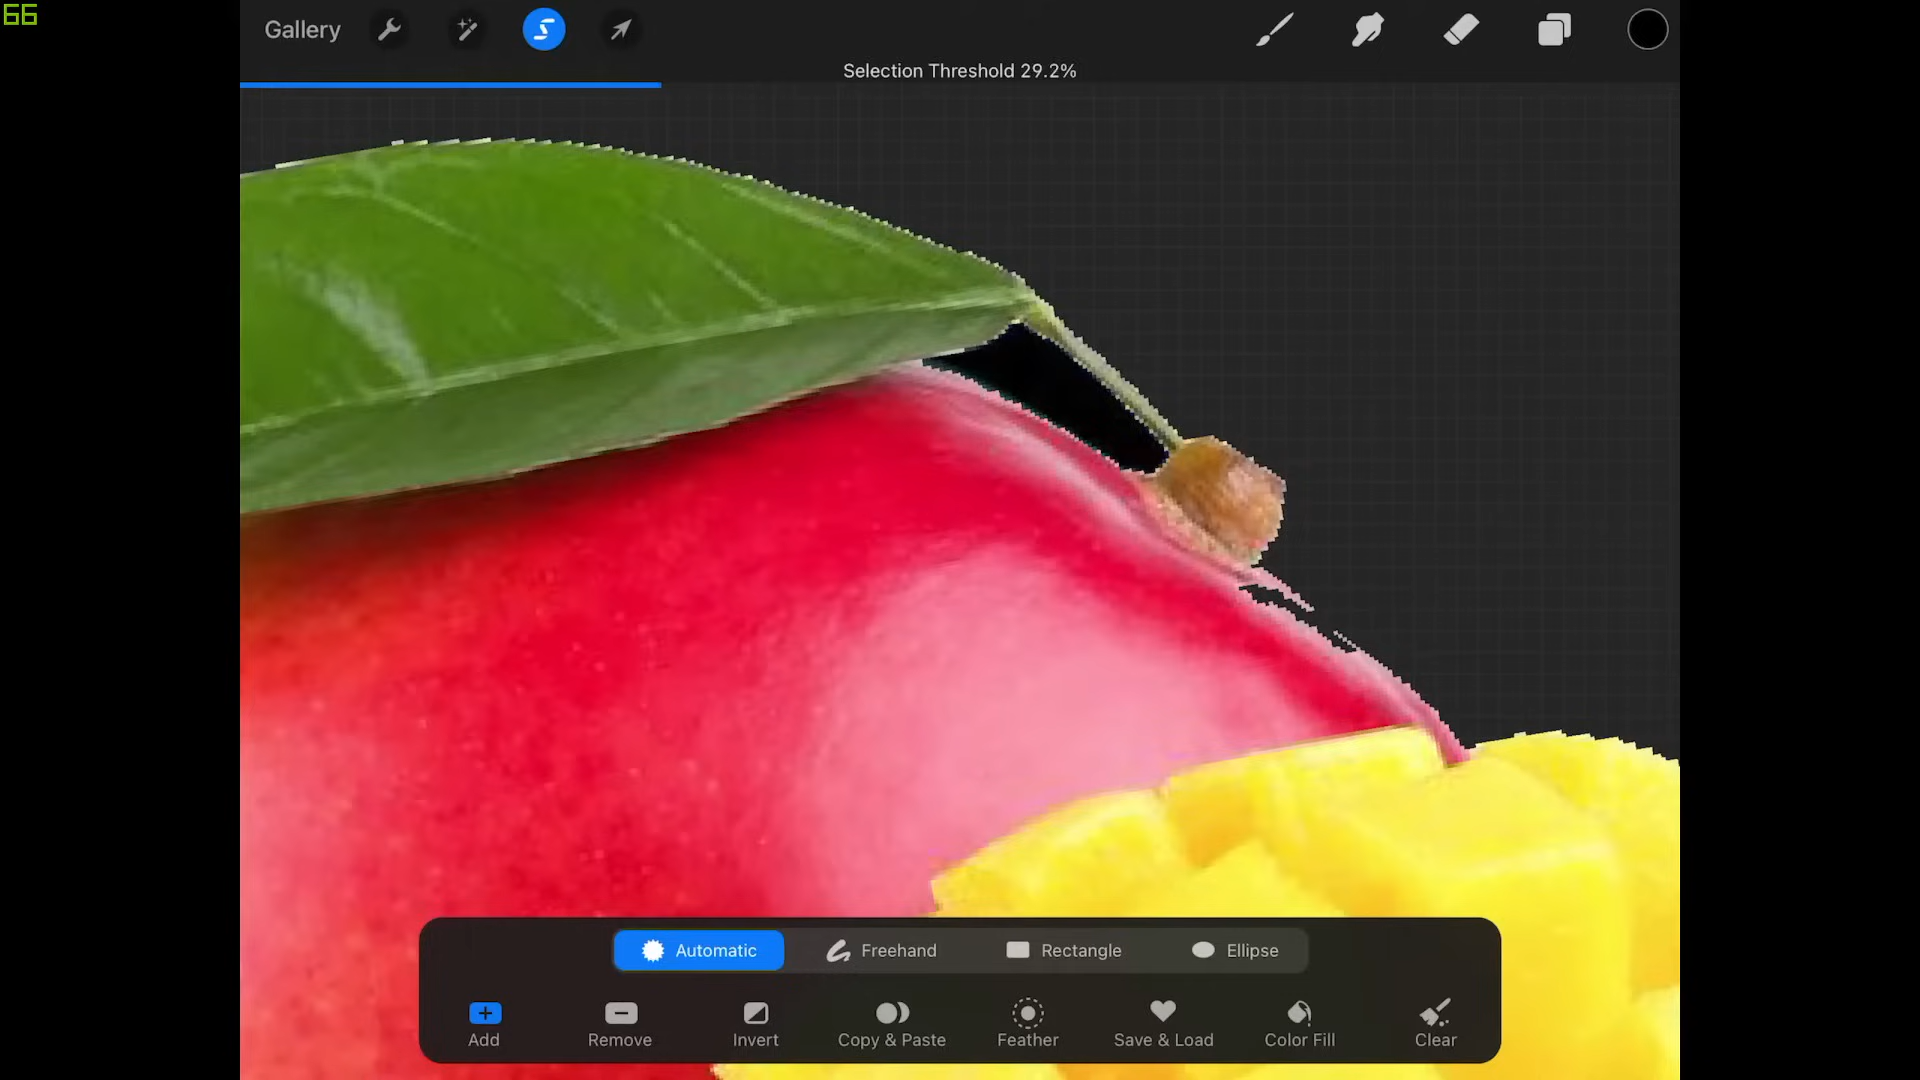 66
Gallery
Selection Threshold 29.2%
Automatic Freehand Rectangle Ellipse
Add Remove Invert Copy & Paste Feather Save & Load Color Fill Clear